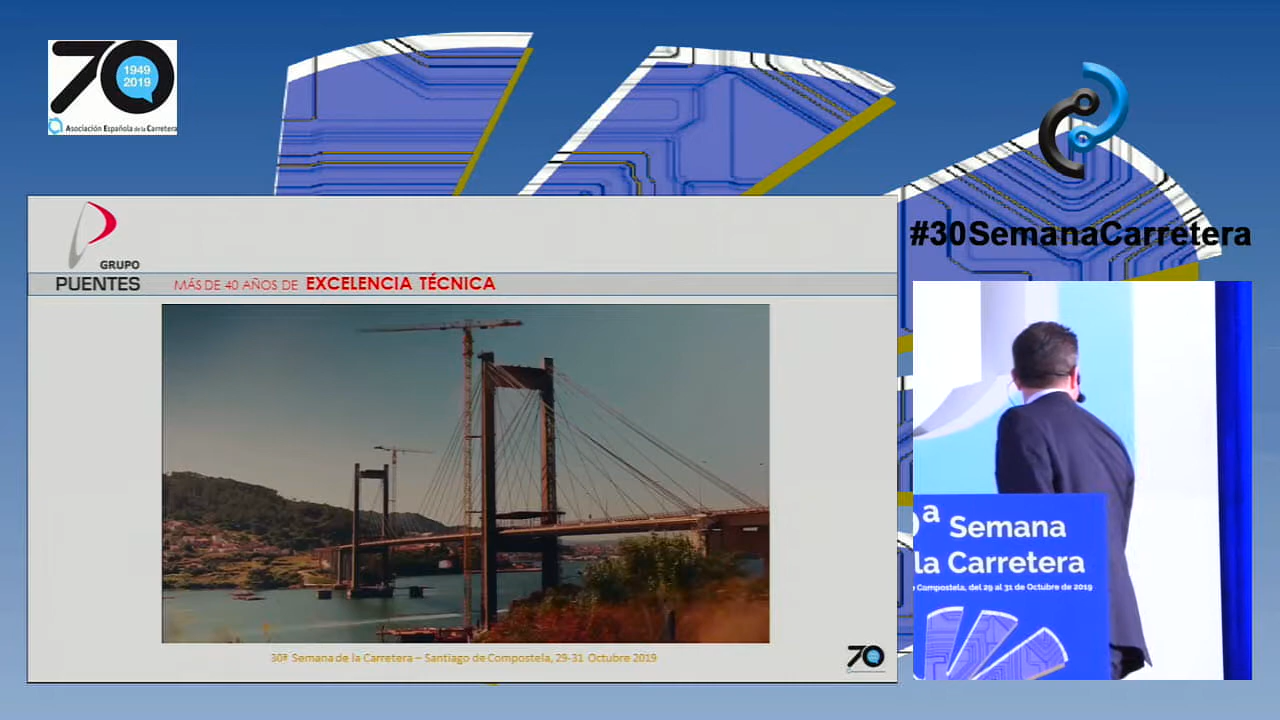 70
1949
2019
Asociación Española de la Carretera
#30SemanaCarretera
GRUPO
PUENTES
MÁS DE 40 AÑOS DE EXCELENCIA TÉCNICA
30ª Semana de la Carretera – Santiago de Compostela, 29-31 Octubre 2019
70
ª Semana
la Carretera
Compostela, del 29 al 31 de Octubre de 2019